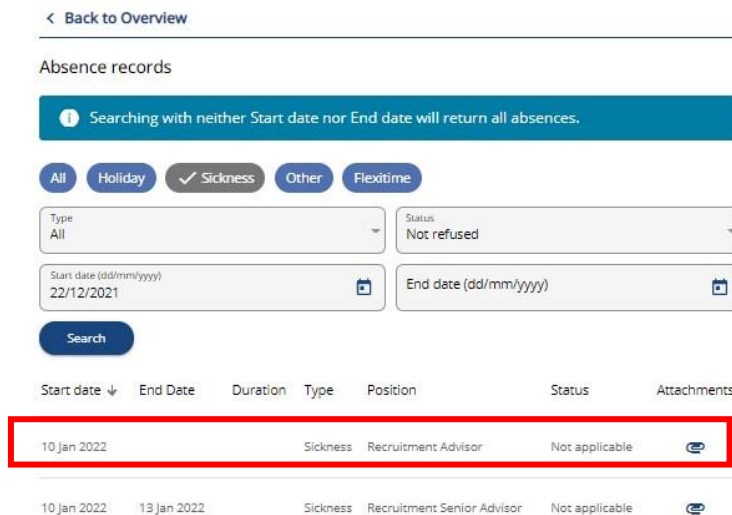 Back to Overview
Absence records
Searching with neither Start date nor End date will return all absences.
All Holiday Sickness Other Flexitime
Type Status
All Not refused
Start date (dd/mm/yyyy)
22/12/2021 End date (dd/mm/yyyy)
Search
Start date End Date Duration Type Position Status Attachments
10 Jan 2022 Sickness Recruitment Advisor Not applicable
10 Jan 2022 13 Jan 2022 Sickness Recruitment Senior Advisor Not applicable